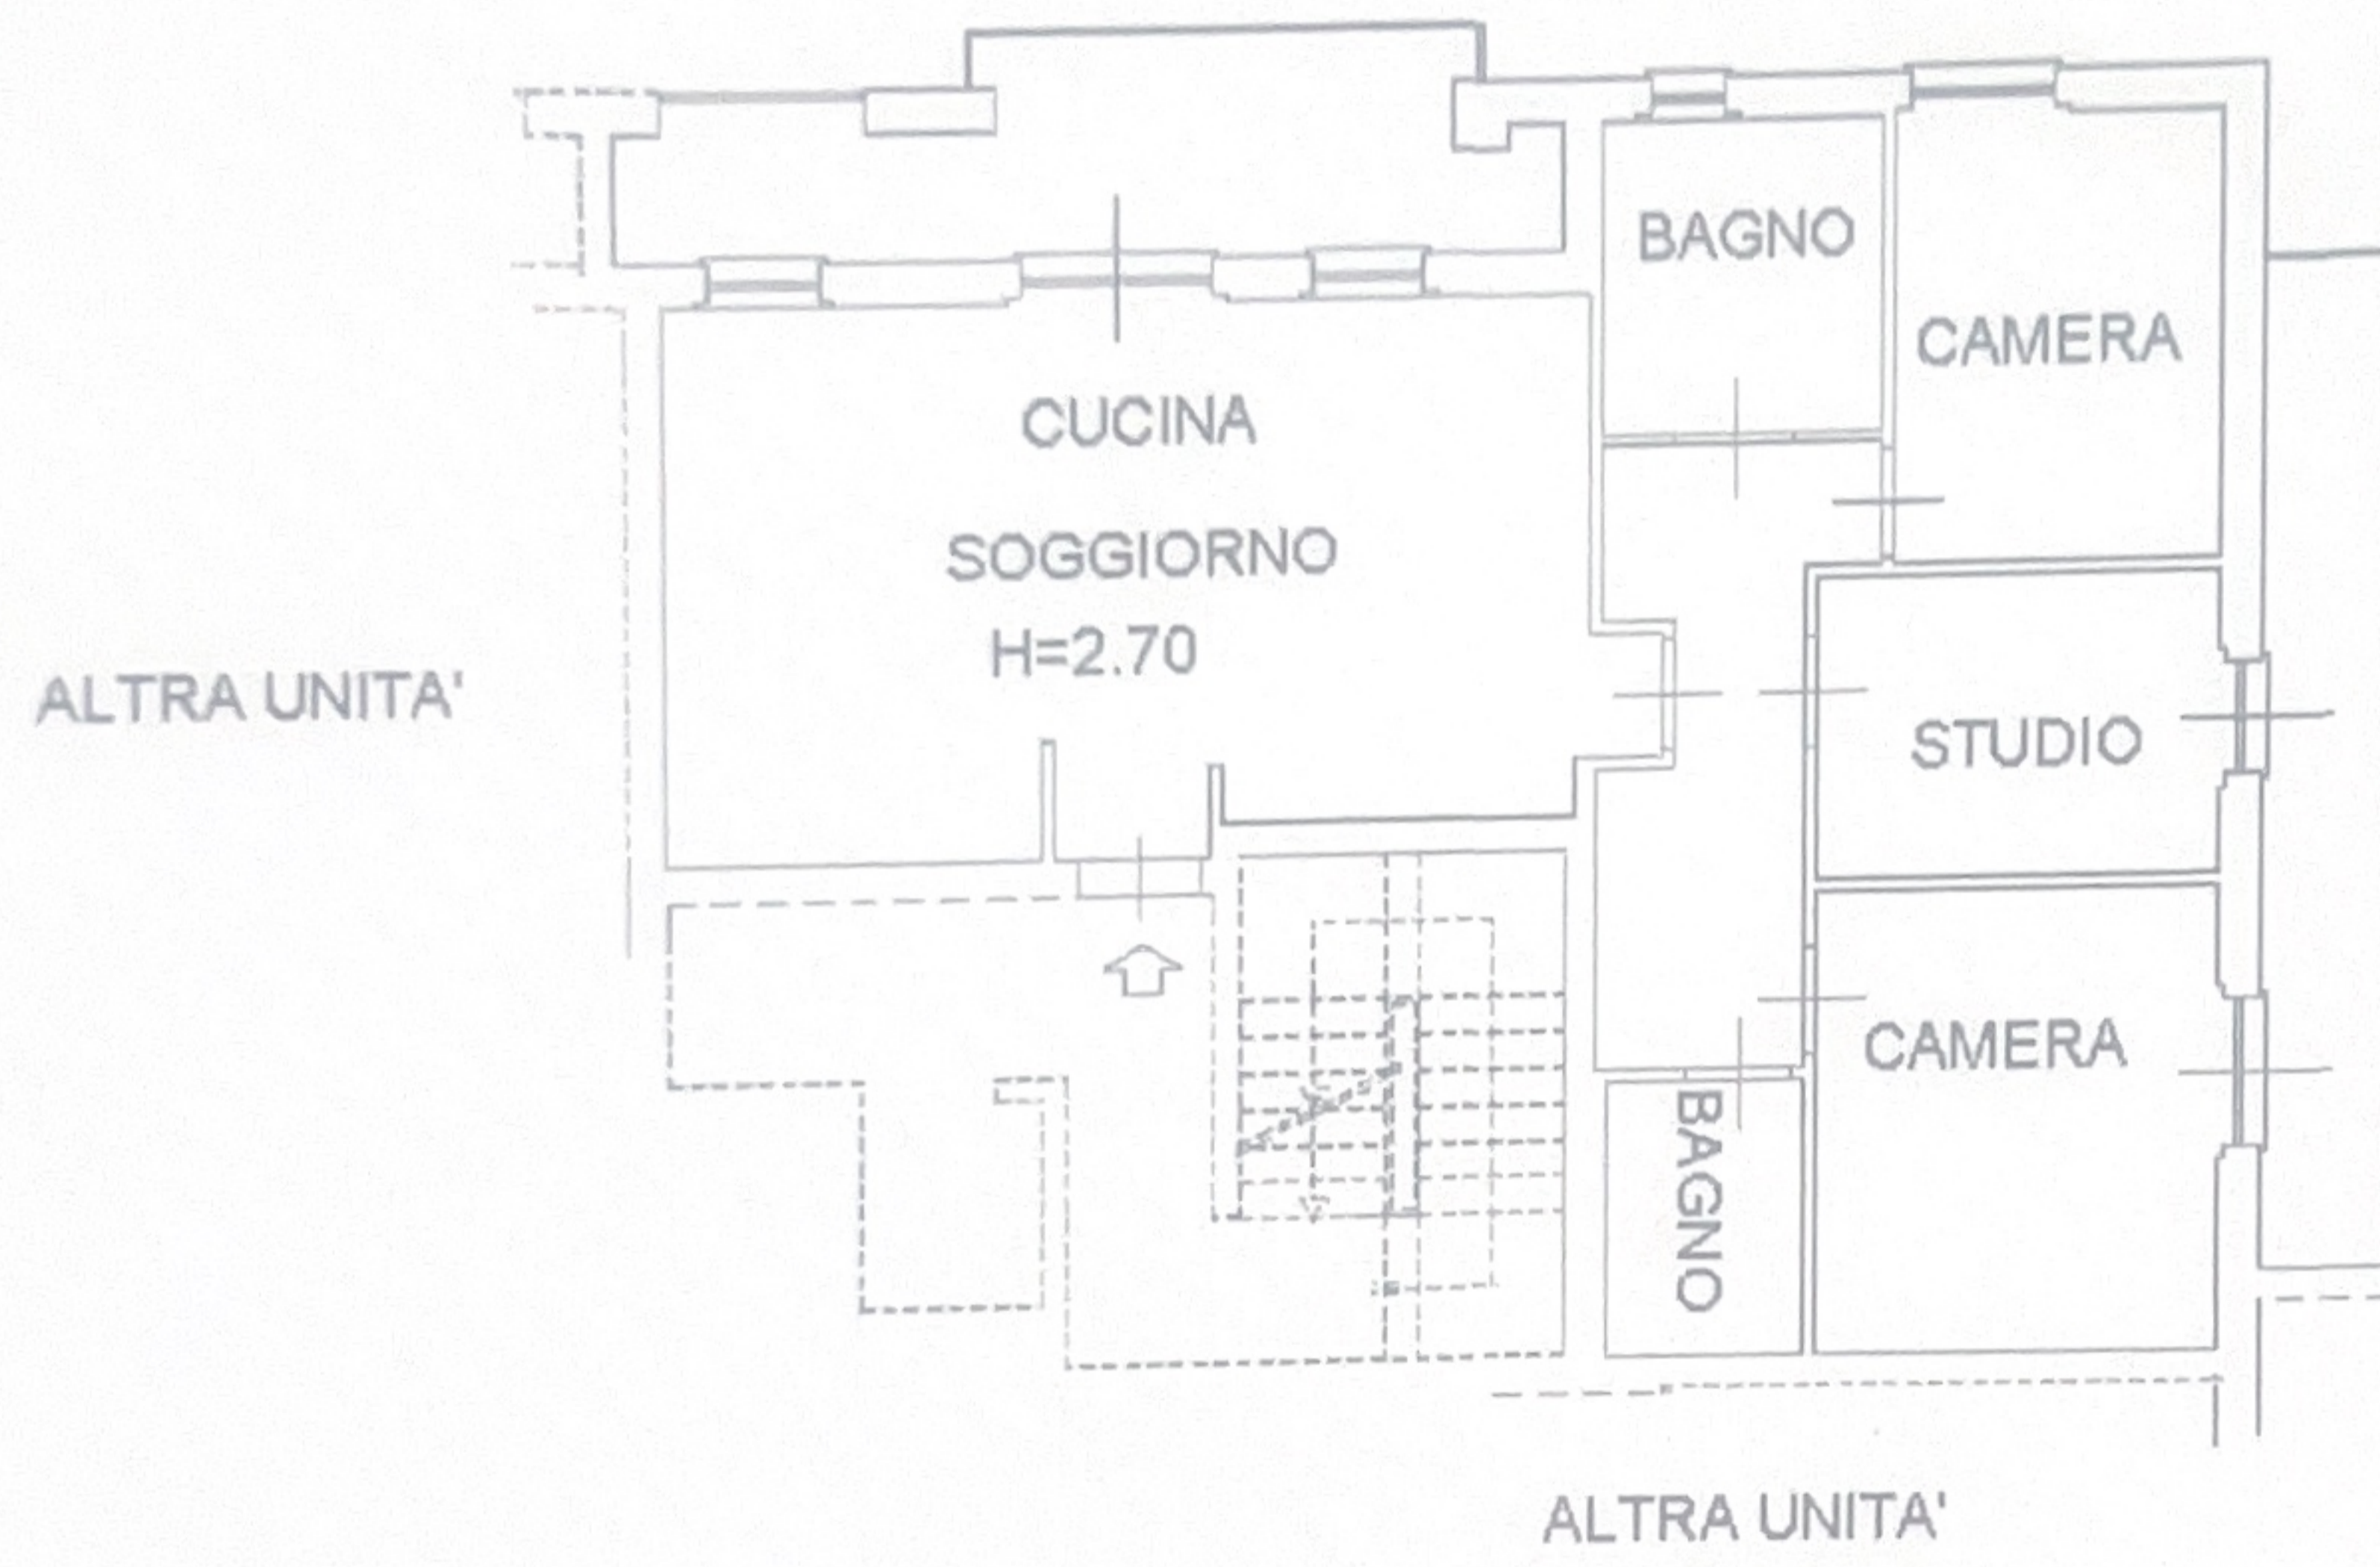 BAGNO
CAMERA
CUCINA
SOGGIORNO
H=2.70
ALTRA UNITA'
STUDIO
CAMERA
BAGNO
ALTRA UNITA'